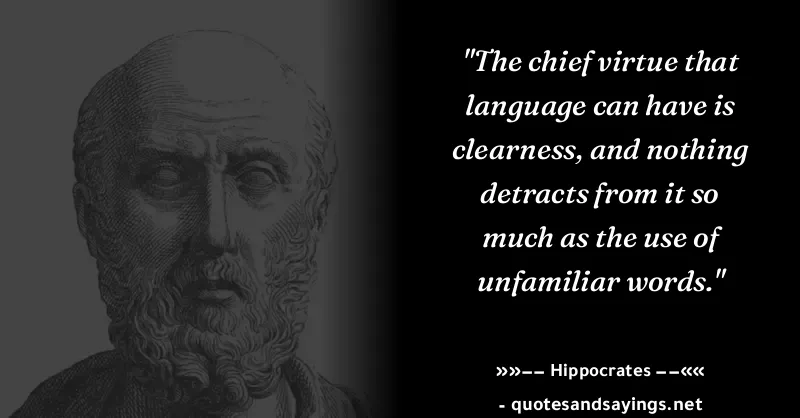 "The chief virtue that
language can have is
clearness, and nothing
detracts from it so
much as the use of
unfamiliar words."
»»−− Hippocrates −−««
- quotesandsayings.net